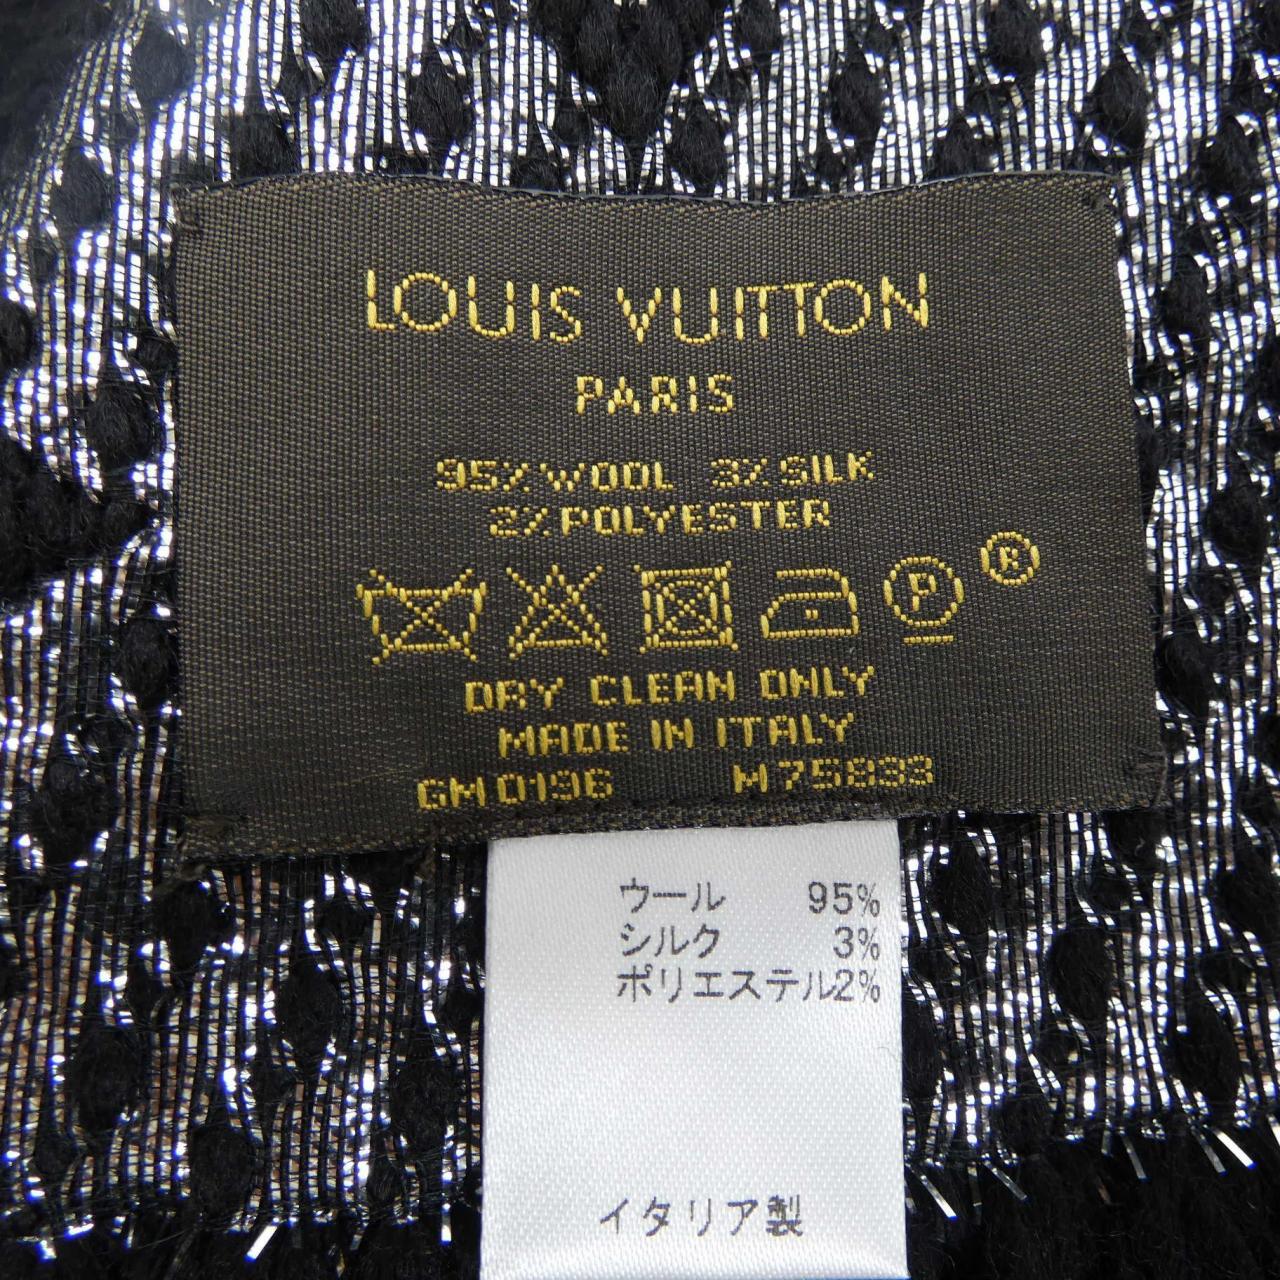 LOUIS VUITTON
PARIS
95% WOOL 3% SILK
2% POLYESTER
P ®
DRY CLEAN ONLY
MADE IN ITALY
GM0196 M75833
ウール 95%
シルク 3%
ポリエステル2%
イタリア製